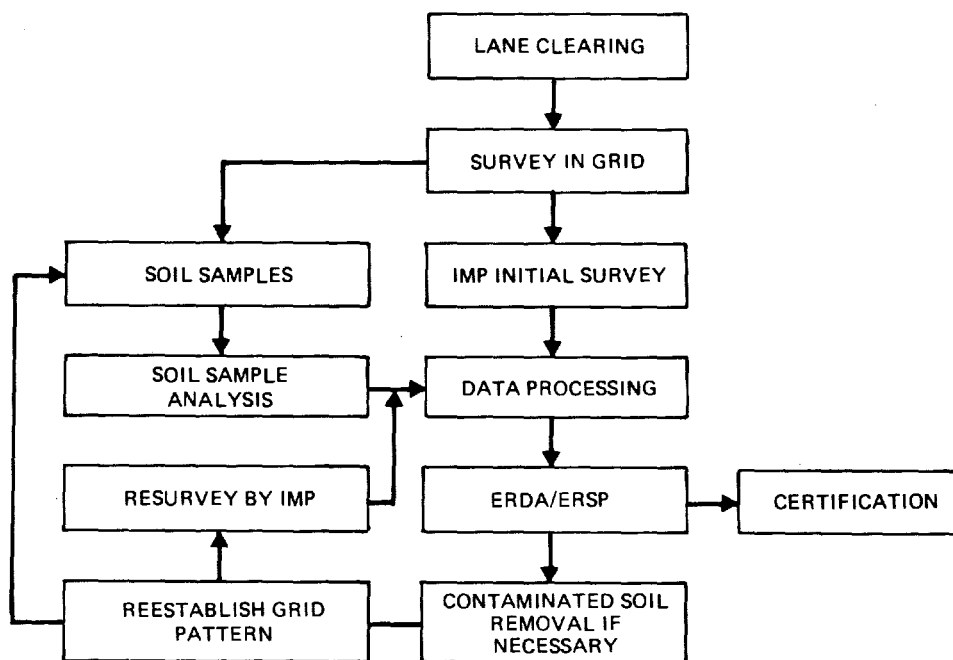 LANE CLEARING
SURVEY IN GRID
SOIL SAMPLES
IMP INITIAL SURVEY
SOIL SAMPLE
ANALYSIS
DATA PROCESSING
RESURVEY BY IMP
ERDA/ERSP
CERTIFICATION
REESTABLISH GRID
PATTERN
CONTAMINATED SOIL
REMOVAL IF
NECESSARY